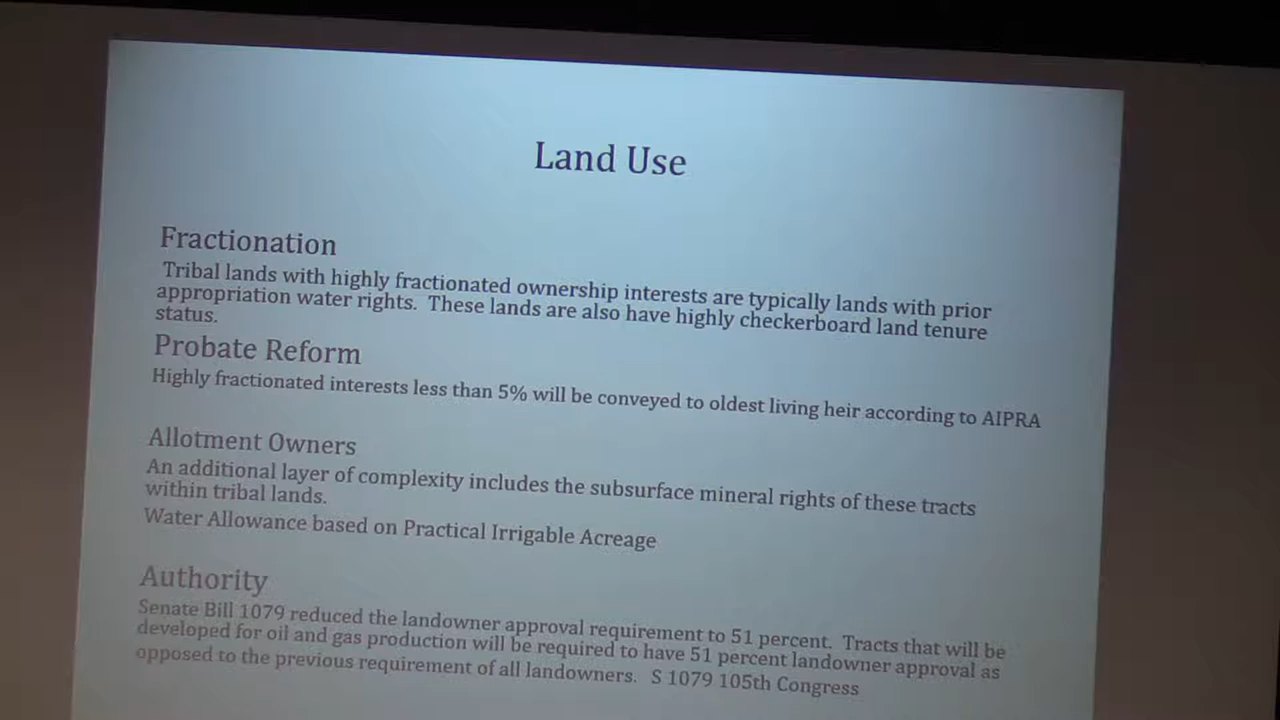 Land Use
Fractionation
Tribal lands with highly fractionated ownership interests are typically lands with prior
appropriation water rights.  These lands are also have highly checkerboard land tenure
status.
Probate Reform
Highly fractionated interests less than 5% will be conveyed to oldest living heir according to AIPRA
Allotment Owners
An additional layer of complexity includes the subsurface mineral rights of these tracts
within tribal lands.
Water Allowance based on Practical Irrigable Acreage
Authority
Senate Bill 1079 reduced the landowner approval requirement to 51 percent.  Tracts that will be
developed for oil and gas production will be required to have 51 percent landowner approval as
opposed to the previous requirement of all landowners.  S 1079 105th Congress